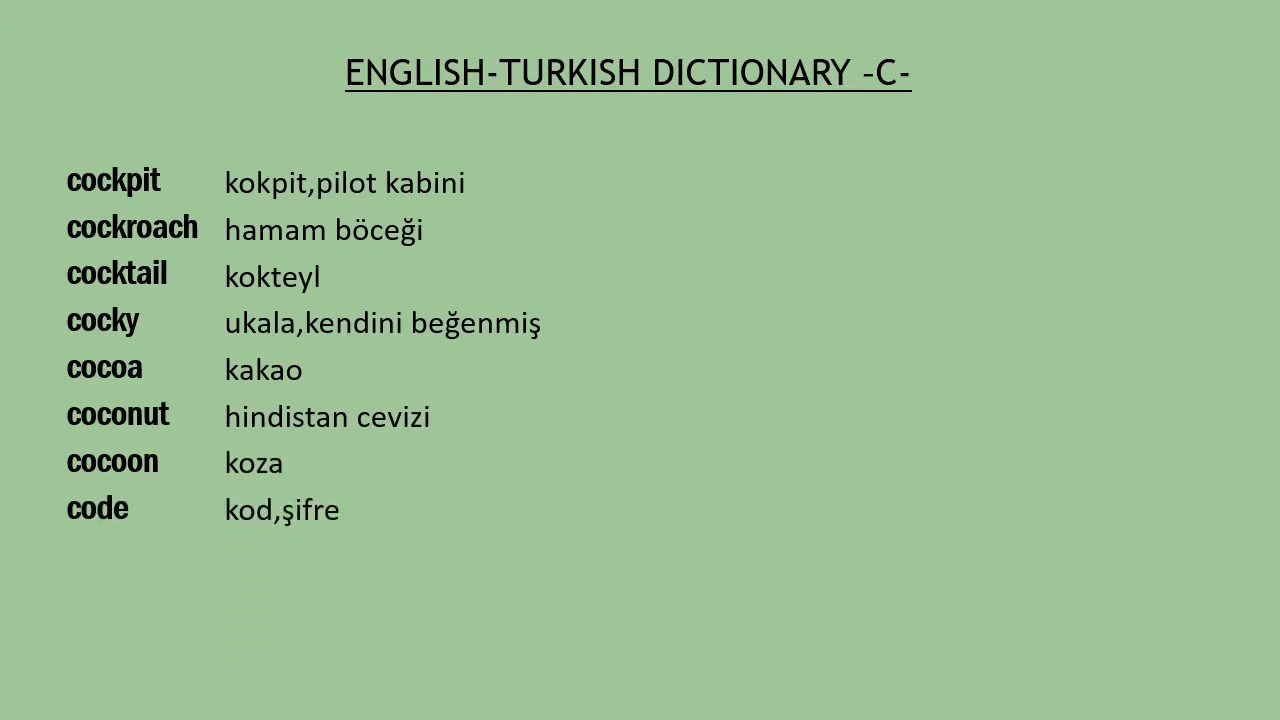 ENGLISH-TURKISH DICTIONARY –C-
cockpit kokpit,pilot kabini
cockroach hamam böceği
cocktail kokteyl
cocky ukala,kendini beğenmiş
cocoa kakao
coconut hindistan cevizi
cocoon koza
code kod,şifre